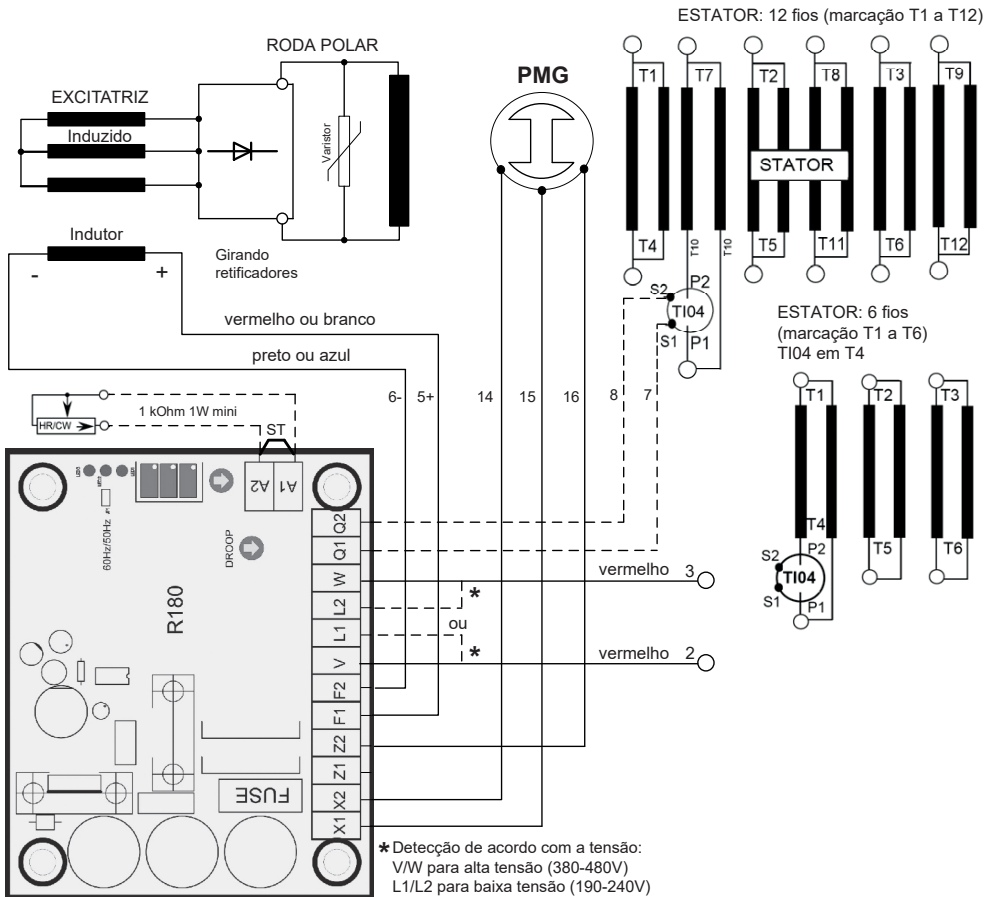 ESTATOR: 12 fios (marcação T1 a T12)
RODA POLAR
PMG
EXCITATRIZ
Induzido
Varistor
T1
T7
T2
T8
T3
T9
STATOR
T4
T10
T10
T5
T11
T6
T12
Indutor
-
+
Girando
retificadores
S2
P2
TI04
S1
P1
vermelho ou branco
preto ou azul
ESTATOR: 6 fios
(marcação T1 a T6)
TI04 em T4
6-
5+
14
15
16
8
7
HR/CW
1 kOhm 1W mini
ST
T1
T2
T3
T4
T5
T6
S2
P2
TI04
S1
P1
A2
A1
60Hz/50Hz
DROOP
R180
FUSE
Q2
Q1
W
L2
L1
V
F2
F1
Z2
Z1
X2
X1
vermelho 3
*
ou
*
vermelho 2
* Detecção de acordo com a tensão:
V/W para alta tensão (380-480V)
L1/L2 para baixa tensão (190-240V)